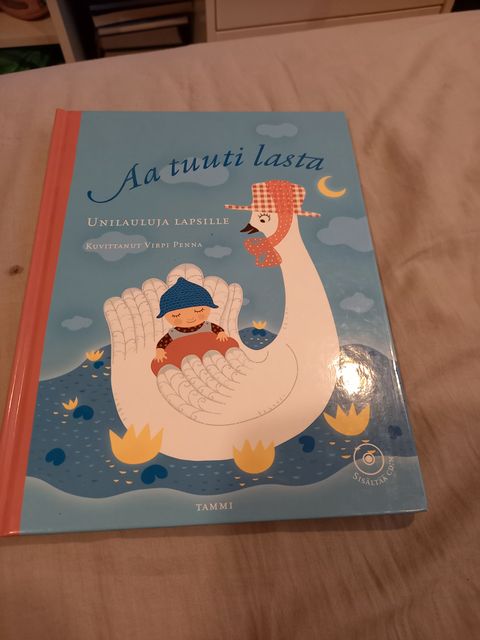 Aa tuuti lasta
Unilauluja lapsille
Kuvittanut Virpi Penna
Sisältää CD:n
TAMMI